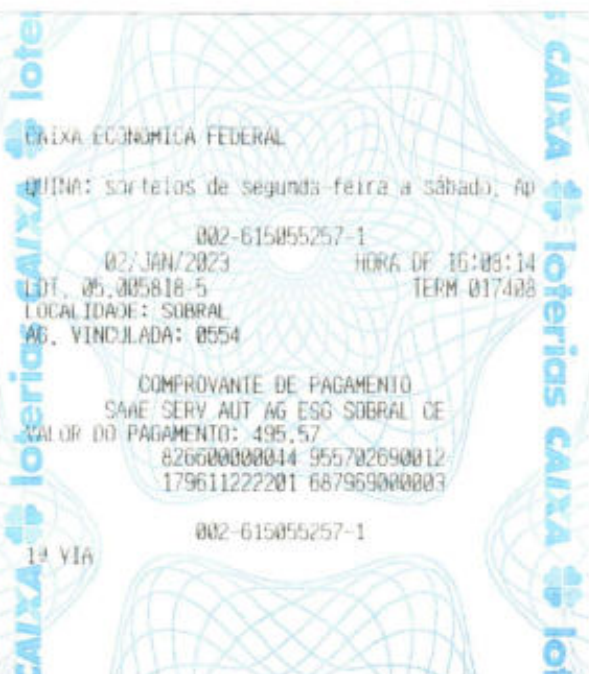 CAIXA ECONOMICA FEDERAL
QUINA: sorteios de segunda-feira a sábado. Ap
002-615055257-1
02/JAN/2023 HORA DF 16:08:14
LOT. 05.005818-5 TERM 017408
LOCALIDADE: SOBRAL
AG. VINCULADA: 0554
COMPROVANTE DE PAGAMENTO
SAAE SERV AUT AG ESG SOBRAL CE
VALOR DO PAGAMENTO: 495,57
826600000044 955702690012
179611222201 687969000003
002-615055257-1
1ª VIA
loterias CAIXA
CAIXA loterias CAIXA